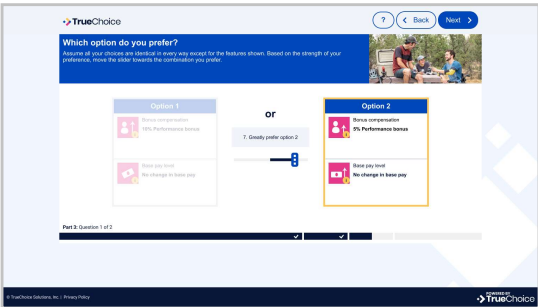 TrueChoice
?
Back
Next
Which option do you prefer?
Assume all your choices are identical in every way except for the features shown. Based on the strength of your
preference, move the slider towards the combination you prefer.
Option 1
Bonus compensation
10% Performance bonus
Base pay level
No change in base pay
or
7. Greatly prefer option 2
Option 2
Bonus compensation
5% Performance bonus
Base pay level
No change in base pay
Part 3: Question 1 of 2
© TrueChoice Solutions, Inc. | Privacy Policy
POWERED BY
TrueChoice